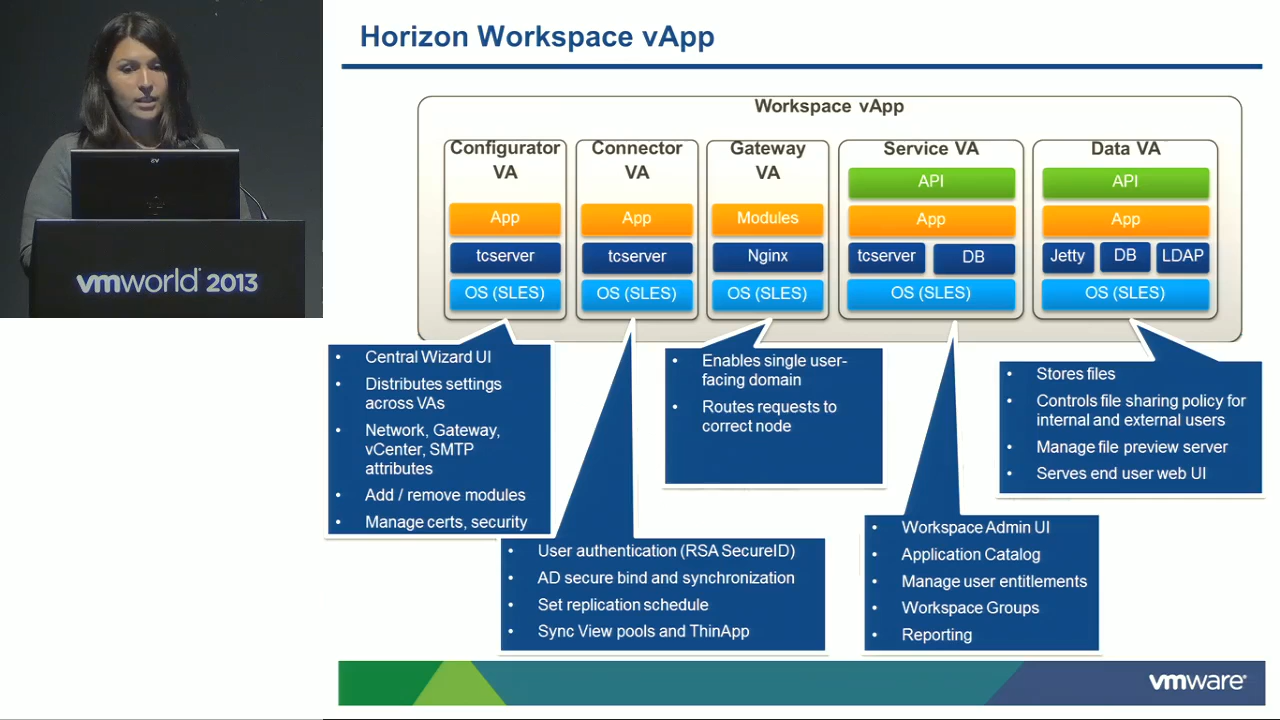 Horizon Workspace vApp
Workspace vApp
Configurator
VA
App
tcserver
OS (SLES)
Connector
VA
App
tcserver
OS (SLES)
Gateway
VA
Modules
Nginx
OS (SLES)
Service VA
API
App
tcserver
DB
OS (SLES)
Data VA
API
App
Jetty
DB
LDAP
OS (SLES)
• Central Wizard UI
• Distributes settings
across VAs
• Network, Gateway,
vCenter, SMTP
attributes
• Add / remove modules
• Manage certs, security
• User authentication (RSA SecureID)
• AD secure bind and synchronization
• Set replication schedule
• Sync View pools and ThinApp
• Enables single user-
facing domain
• Routes requests to
correct node
• Workspace Admin UI
• Application Catalog
• Manage user entitlements
• Workspace Groups
• Reporting
• Stores files
• Controls file sharing policy for
internal and external users
• Manage file preview server
• Serves end user web UI
vmworld® 2013
vmware®